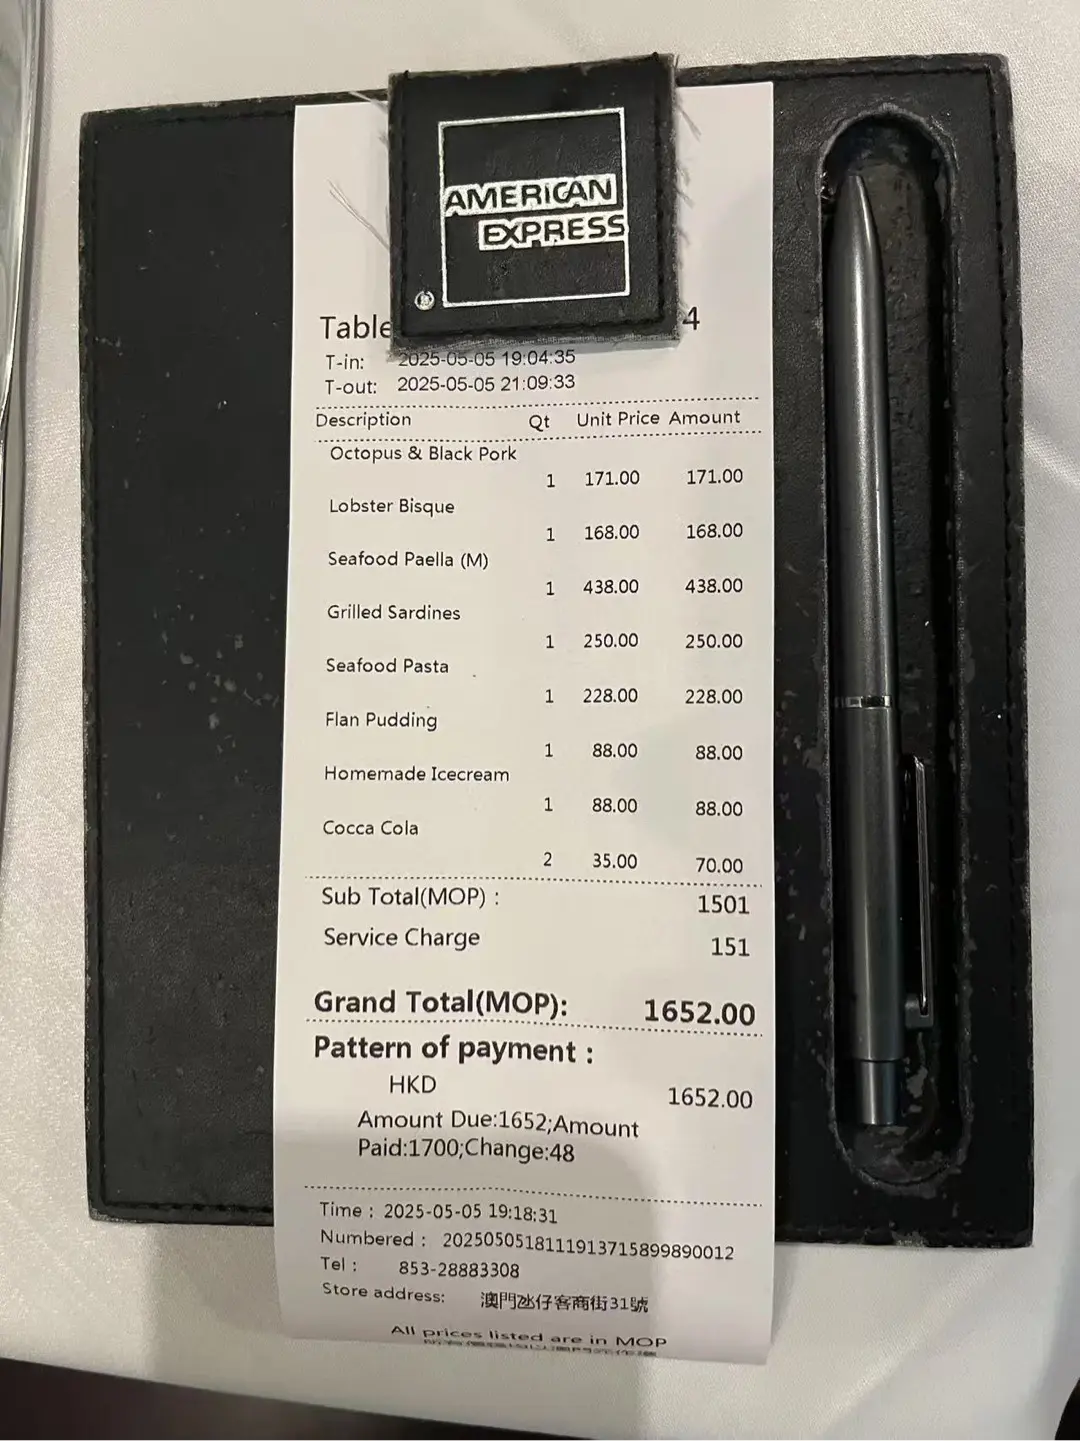 AMERICAN
EXPRESS
®
Table 4
T-in: 2025-05-05 19:04:35
T-out: 2025-05-05 21:09:33
Description Qt Unit Price Amount
Octopus & Black Pork
1 171.00 171.00
Lobster Bisque
1 168.00 168.00
Seafood Paella (M)
1 438.00 438.00
Grilled Sardines
1 250.00 250.00
Seafood Pasta
1 228.00 228.00
Flan Pudding
1 88.00 88.00
Homemade Icecream
1 88.00 88.00
Cocca Cola
2 35.00 70.00
Sub Total(MOP) : 1501
Service Charge 151
Grand Total(MOP): 1652.00
Pattern of payment :
HKD 1652.00
Amount Due:1652;Amount
Paid:1700;Change:48
Time : 2025-05-05 19:18:31
Numbered : 2025050518111913715899890012
Tel : 853-28883308
Store address: 澳門氹仔客商街31號
All prices listed are in MOP